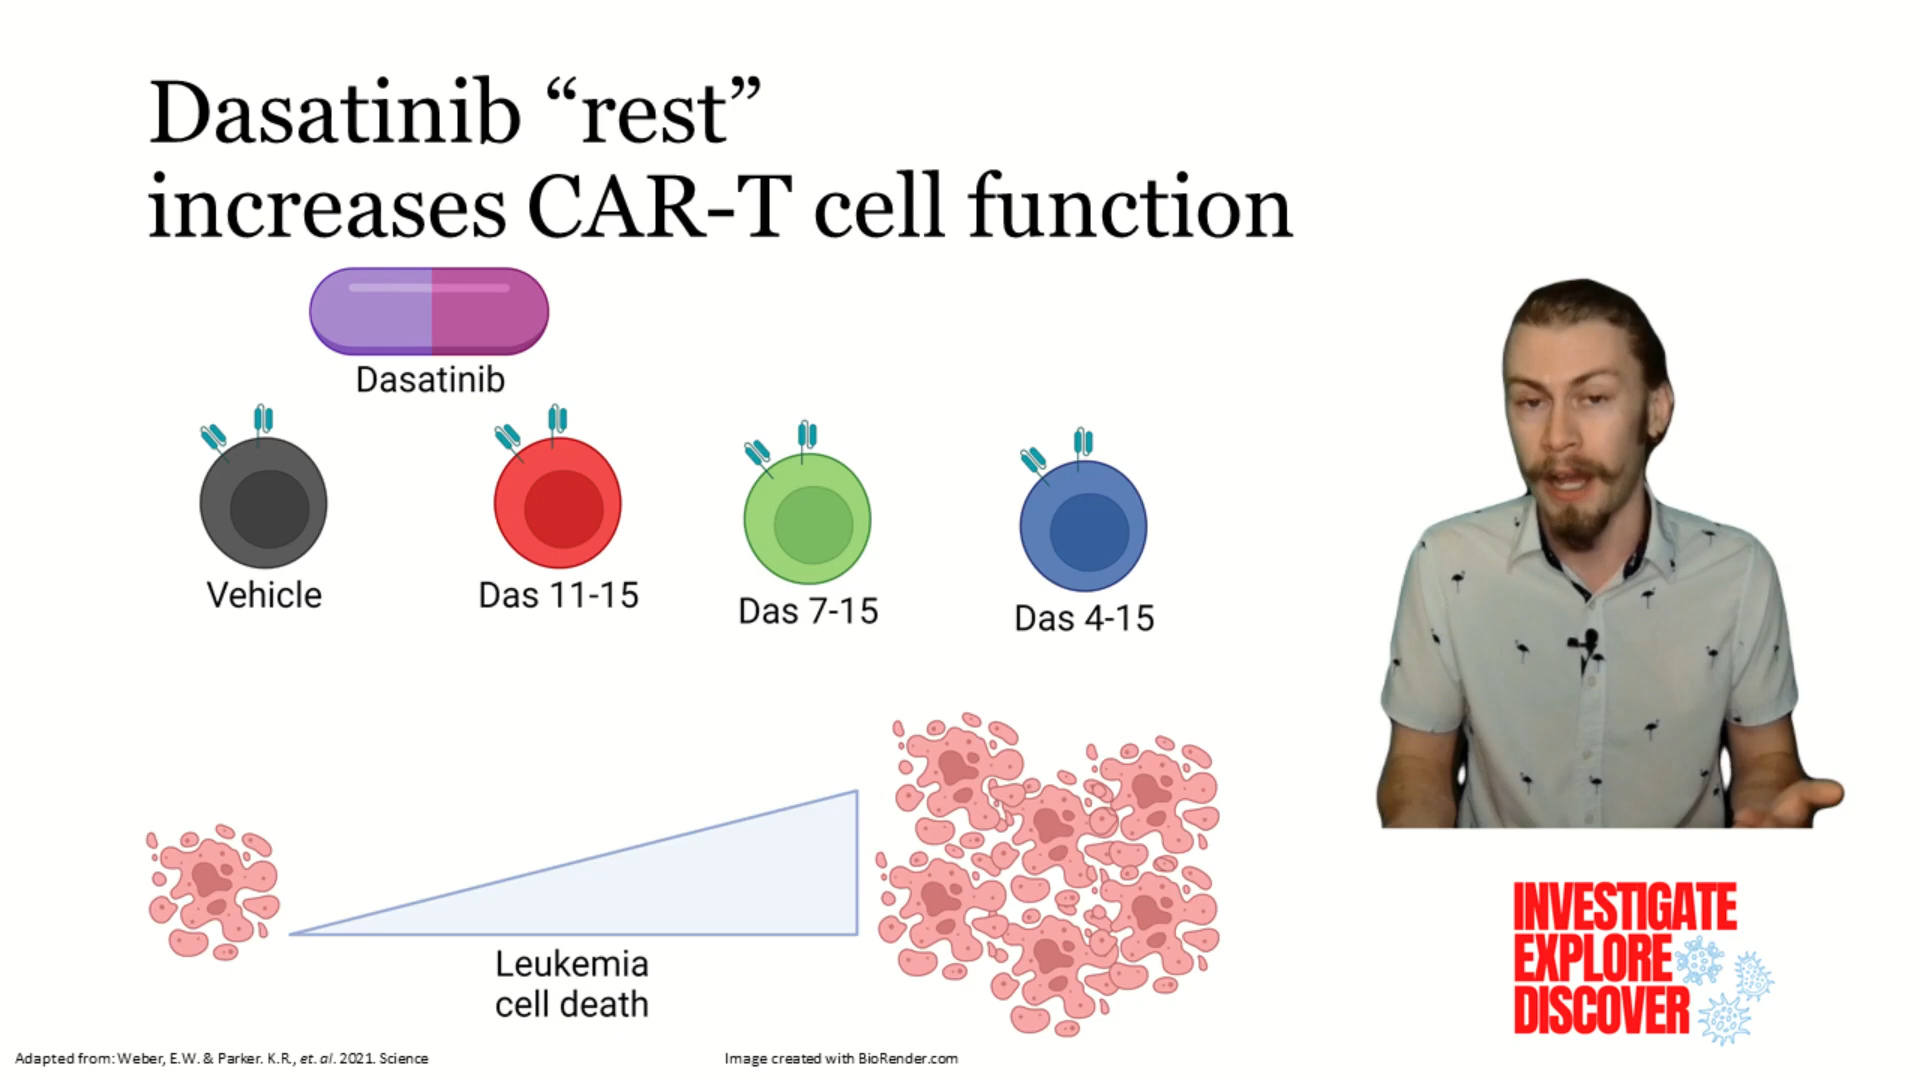 Dasatinib “rest”
increases CAR-T cell function
Dasatinib
Vehicle
Das 11-15
Das 7-15
Das 4-15
Leukemia
cell death
INVESTIGATE
EXPLORE
DISCOVER
Adapted from: Weber, E.W. & Parker. K.R., et. al. 2021. Science
Image created with BioRender.com